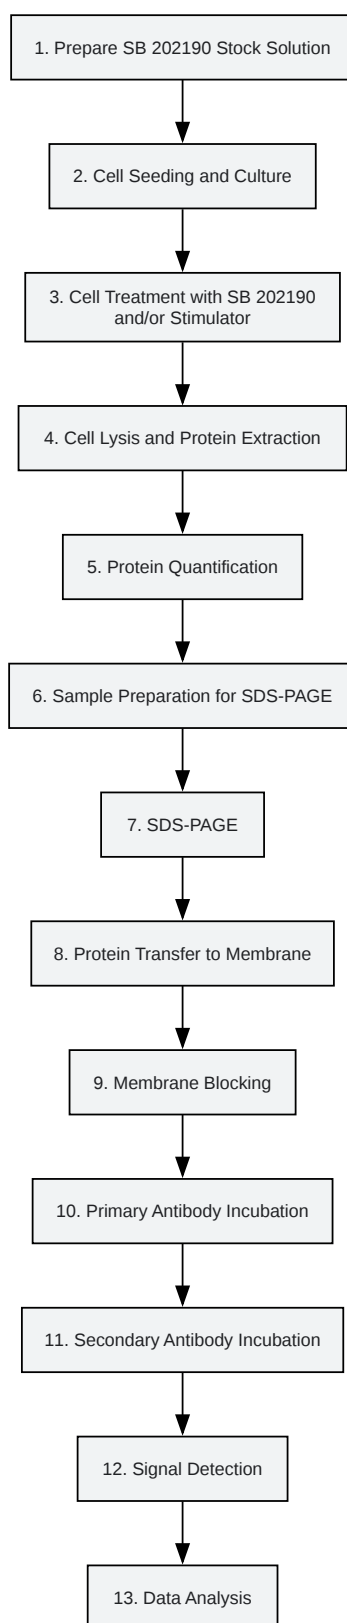 1. Prepare SB 202190 Stock Solution
2. Cell Seeding and Culture
3. Cell Treatment with SB 202190
and/or Stimulator
4. Cell Lysis and Protein Extraction
5. Protein Quantification
6. Sample Preparation for SDS-PAGE
7. SDS-PAGE
8. Protein Transfer to Membrane
9. Membrane Blocking
10. Primary Antibody Incubation
11. Secondary Antibody Incubation
12. Signal Detection
13. Data Analysis